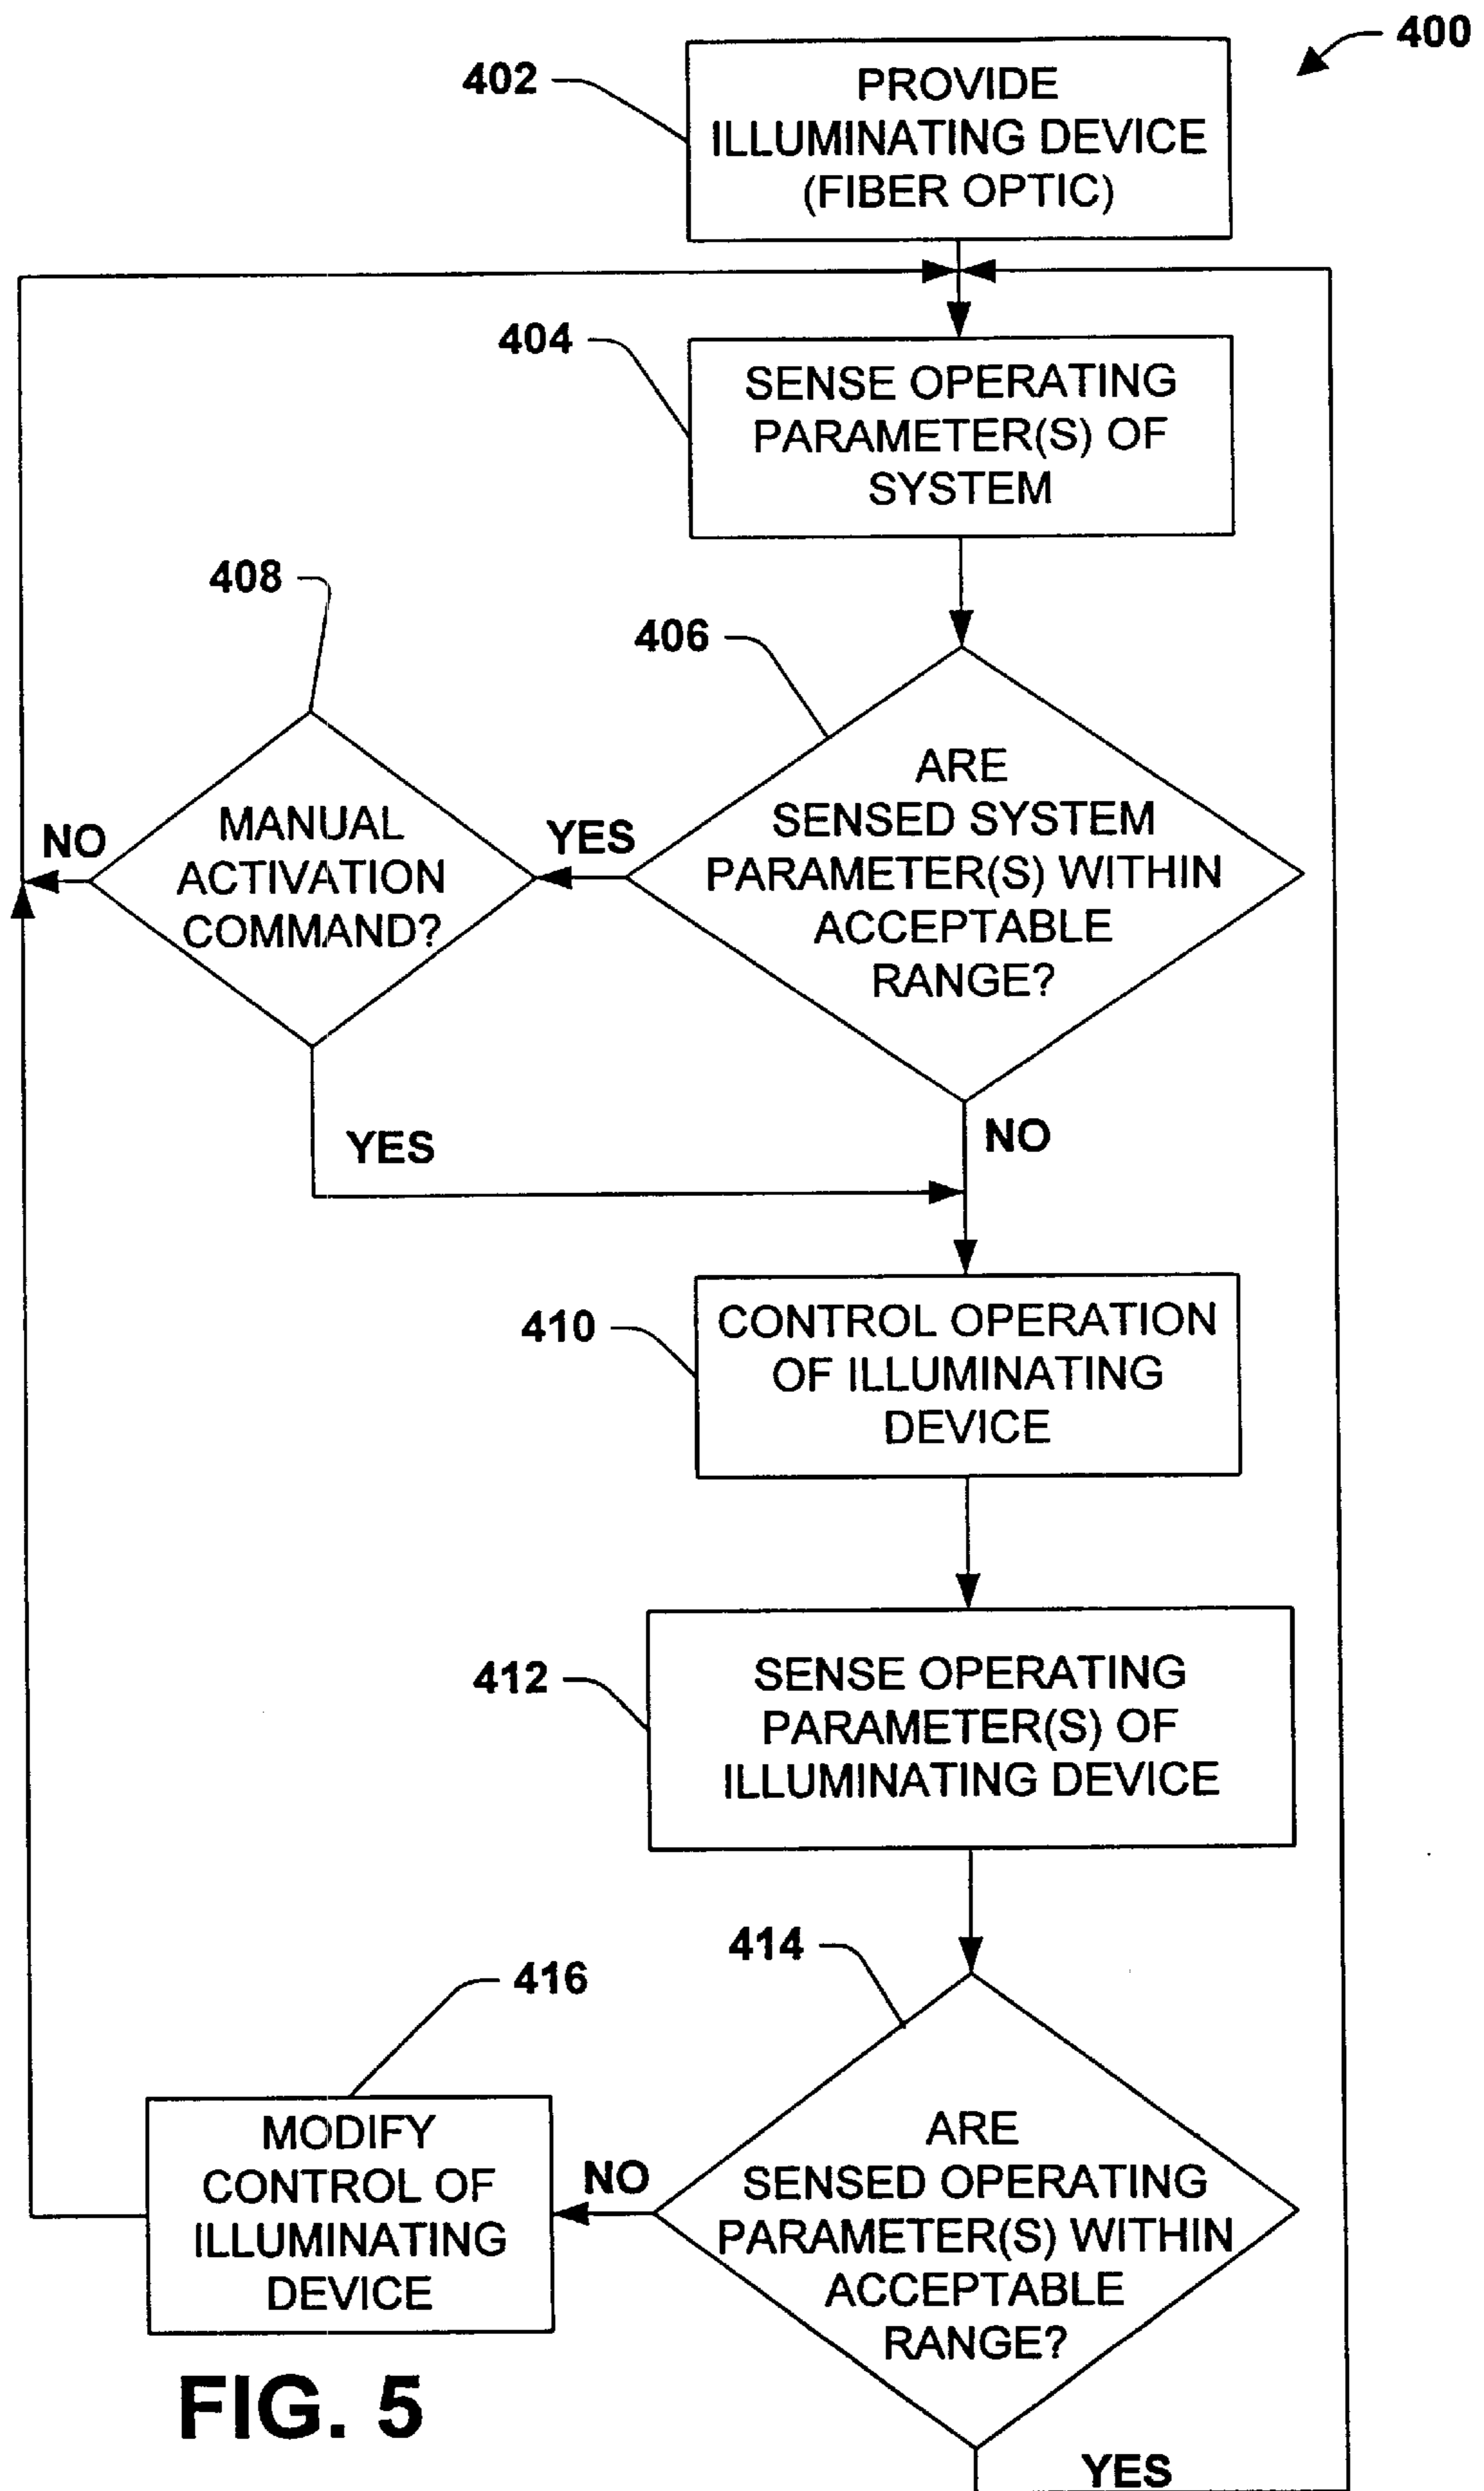 400
402
PROVIDE
ILLUMINATING DEVICE
(FIBER OPTIC)
404
SENSE OPERATING
PARAMETER(S) OF
SYSTEM
408
406
ARE
SENSED SYSTEM
PARAMETER(S) WITHIN
ACCEPTABLE
RANGE?
YES
MANUAL
ACTIVATION
COMMAND?
NO
YES
NO
410
CONTROL OPERATION
OF ILLUMINATING
DEVICE
412
SENSE OPERATING
PARAMETER(S) OF
ILLUMINATING DEVICE
414
416
ARE
SENSED OPERATING
PARAMETER(S) WITHIN
ACCEPTABLE
RANGE?
NO
MODIFY
CONTROL OF
ILLUMINATING
DEVICE
FIG. 5
YES